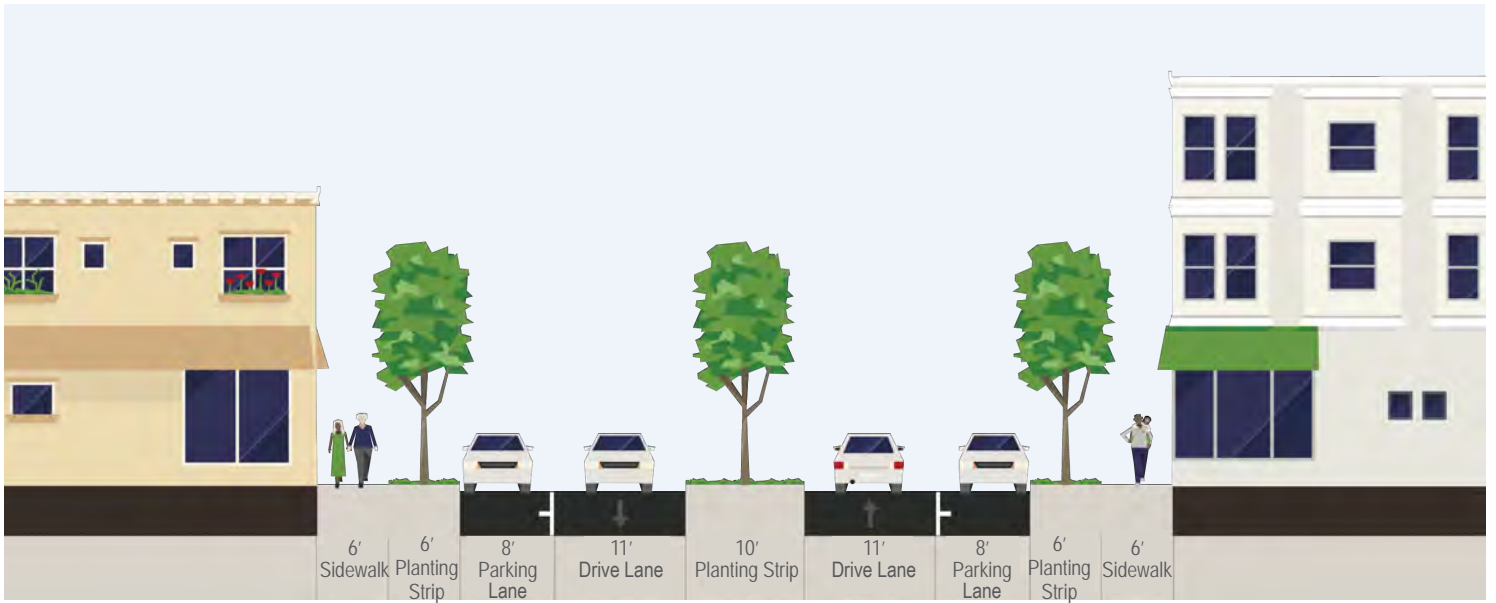 6′
Sidewalk
6′
Planting
Strip
8′
Parking
Lane
11′
Drive Lane
10′
Planting Strip
11′
Drive Lane
8′
Parking
Lane
6′
Planting
Strip
6′
Sidewalk